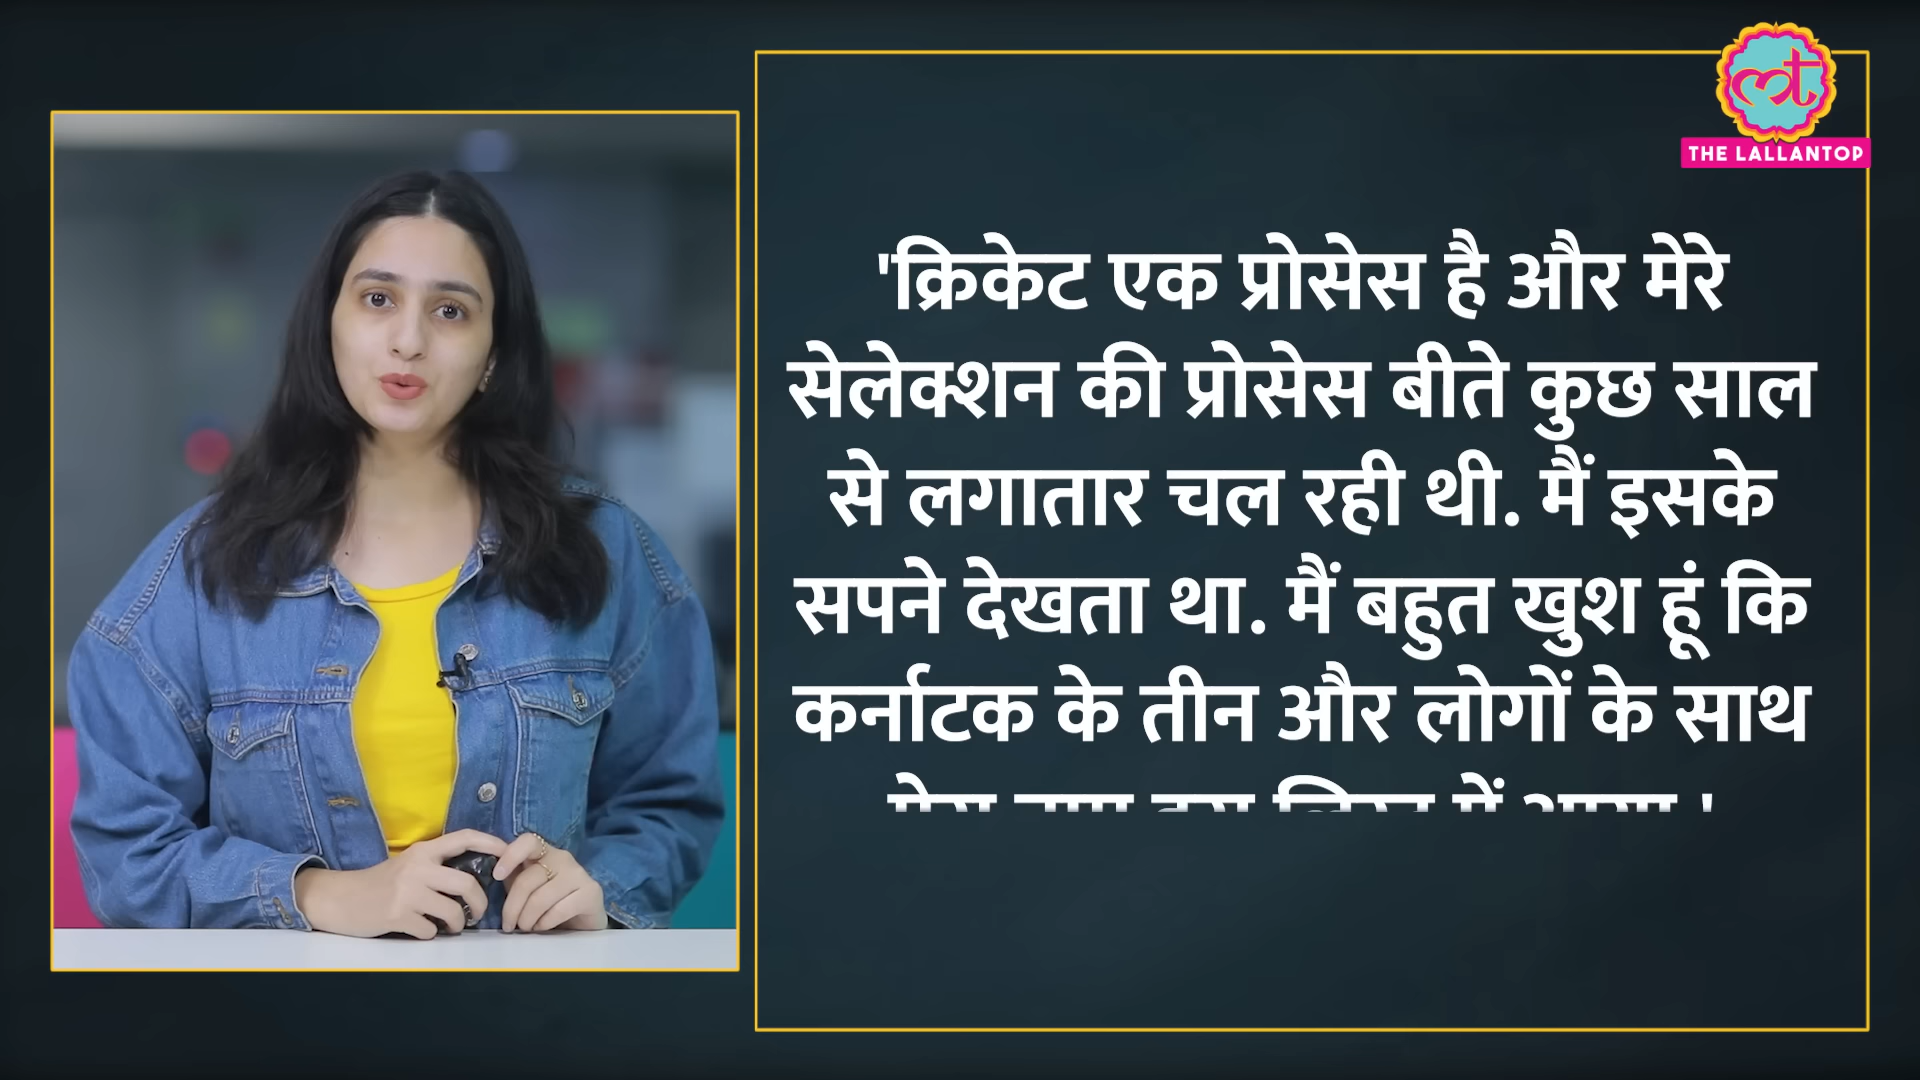 THE LALLANTOP
'क्रिकेट एक प्रोसेस है और मेरे
सेलेक्शन की प्रोसेस बीते कुछ साल
से लगातार चल रही थी. मैं इसके
सपने देखता था. मैं बहुत खुश हूं कि
कर्नाटक के तीन और लोगों के साथ